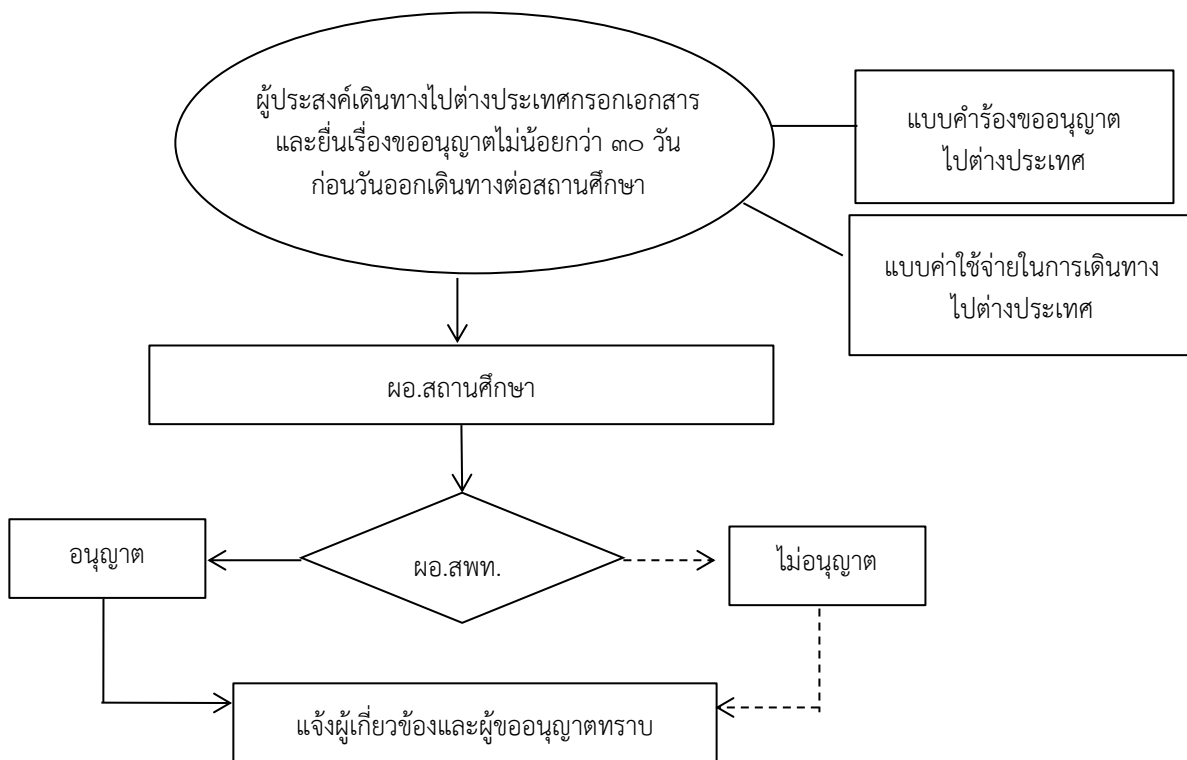 ผู้ประสงค์เดินทางไปต่างประเทศกรอกเอกสาร
และยื่นเรื่องขออนุญาตไม่น้อยกว่า ๓๐ วัน
ก่อนวันออกเดินทางต่อสถานศึกษา
แบบคำร้องขออนุญาต
ไปต่างประเทศ
แบบค่าใช้จ่ายในการเดินทาง
ไปต่างประเทศ
ผอ.สถานศึกษา
อนุญาต
ผอ.สพท.
ไม่อนุญาต
แจ้งผู้เกี่ยวข้องและผู้ขออนุญาตทราบ